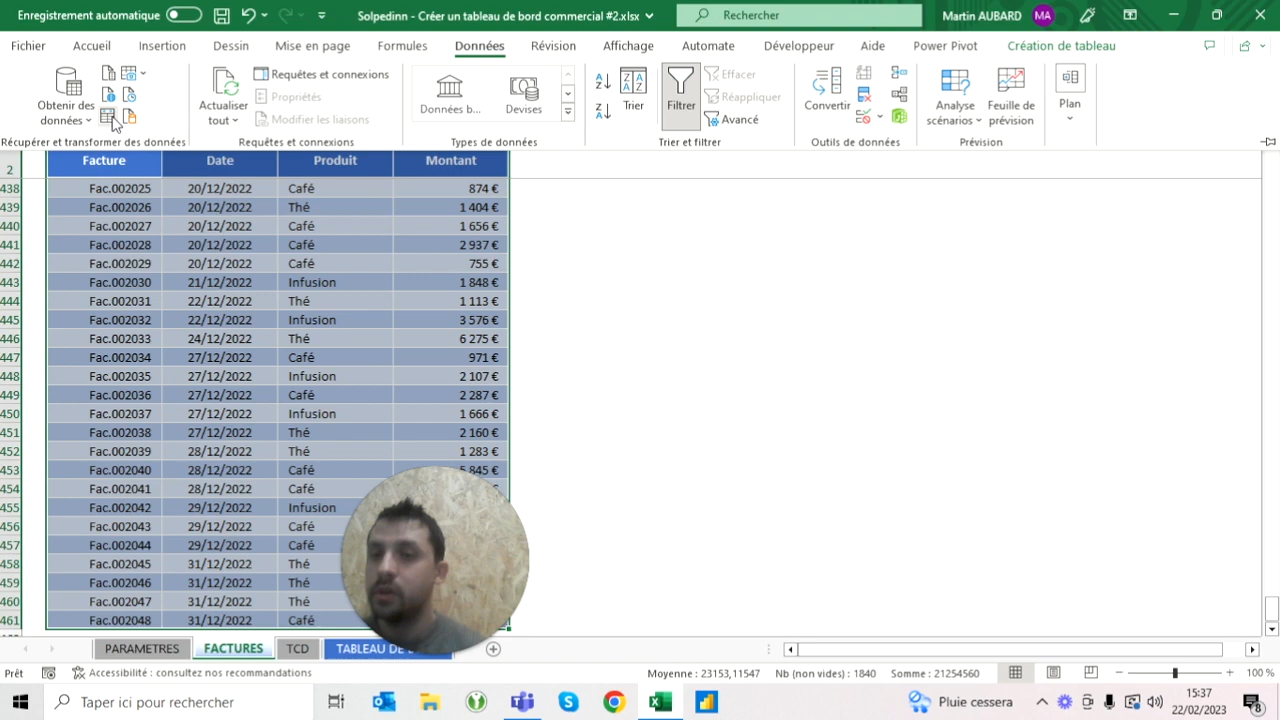 Enregistrement automatique
Solpedinn - Créer un tableau de bord commercial #2.xlsx
Rechercher
Martin AUBARD
MA
Fichier Accueil Insertion Dessin Mise en page Formules Données Révision Affichage Automate Développeur Aide Power Pivot Création de tableau
Obtenir des données
Actualiser tout
Requêtes et connexions
Propriétés
Modifier les liaisons
Données b...
Devises
Trier
Filtrer
Effacer
Réappliquer
Avancé
Convertir
Analyse scénarios
Feuille de prévision
Plan
Récupérer et transformer des données
Requêtes et connexions
Types de données
Trier et filtrer
Outils de données
Prévision
2 Facture Date Produit Montant
438 Fac.002025 20/12/2022 Café 874 €
439 Fac.002026 20/12/2022 Thé 1 404 €
440 Fac.002027 20/12/2022 Café 1 656 €
441 Fac.002028 20/12/2022 Café 2 937 €
442 Fac.002029 20/12/2022 Café 755 €
443 Fac.002030 21/12/2022 Infusion 1 848 €
444 Fac.002031 22/12/2022 Thé 1 113 €
445 Fac.002032 22/12/2022 Infusion 3 576 €
446 Fac.002033 24/12/2022 Thé 6 275 €
447 Fac.002034 27/12/2022 Café 971 €
448 Fac.002035 27/12/2022 Infusion 2 107 €
449 Fac.002036 27/12/2022 Café 2 287 €
450 Fac.002037 27/12/2022 Infusion 1 666 €
451 Fac.002038 27/12/2022 Thé 2 160 €
452 Fac.002039 28/12/2022 Thé 1 283 €
453 Fac.002040 28/12/2022 Café 5 845 €
454 Fac.002041 28/12/2022 Café
455 Fac.002042 29/12/2022 Infusion
456 Fac.002043 29/12/2022 Café
457 Fac.002044 29/12/2022 Café
458 Fac.002045 31/12/2022 Thé
459 Fac.002046 31/12/2022 Thé
460 Fac.002047 31/12/2022 Thé
461 Fac.002048 31/12/2022 Café
PARAMETRES FACTURES TCD TABLEAU DE
Prêt
Accessibilité : consultez nos recommandations
Moyenne : 23153,11547 Nb (non vides) : 1840 Somme : 21254560
100 %
Taper ici pour rechercher
Pluie cessera
15:37
22/02/2023
8